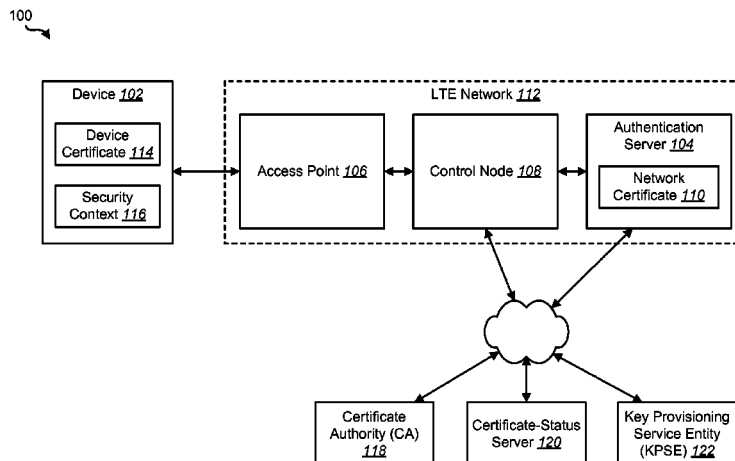 100
Device 102
Device
Certificate 114
Security
Context 116
LTE Network 112
Access Point 106
Control Node 108
Authentication
Server 104
Network
Certificate 110
Certificate
Authority (CA)
118
Certificate-Status
Server 120
Key Provisioning
Service Entity
(KPSE) 122